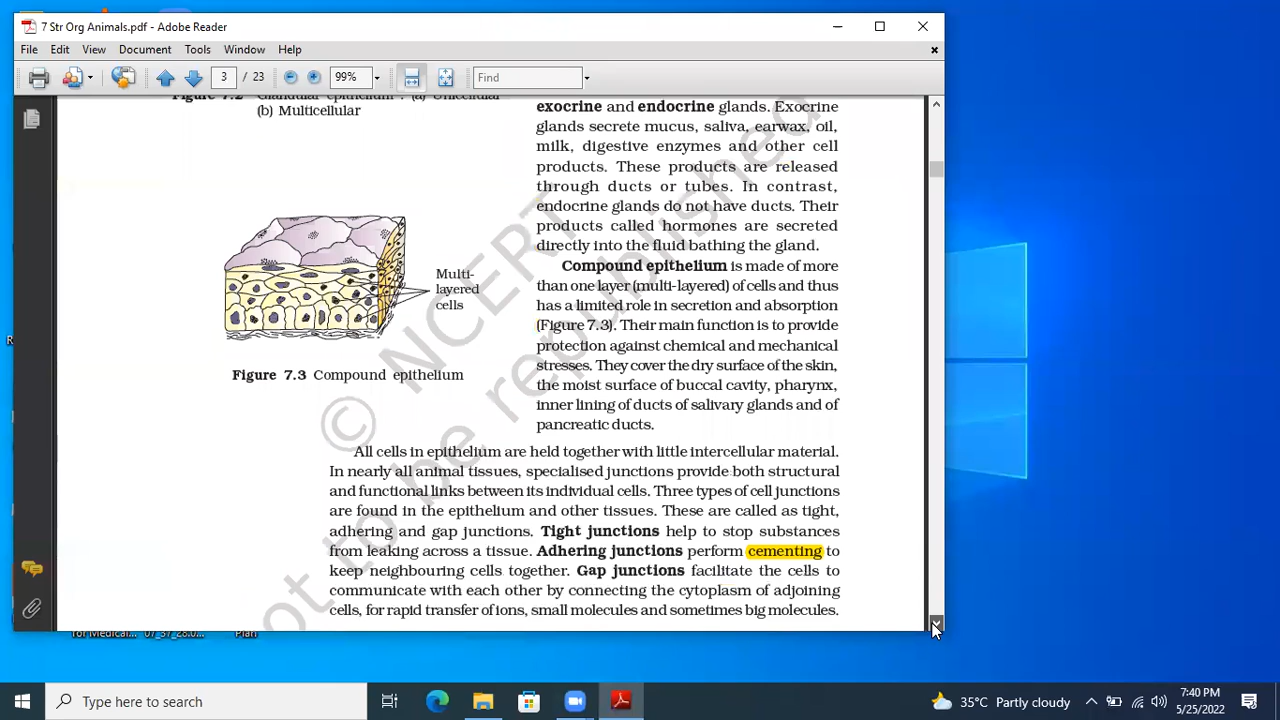 7 Str Org Animals.pdf - Adobe Reader
File Edit View Document Tools Window Help
3 / 23 99% Find
(b) Multicellular
Multi-
layered
cells
Figure 7.3 Compound epithelium
exocrine and endocrine glands. Exocrine
glands secrete mucus, saliva, earwax, oil,
milk, digestive enzymes and other cell
products. These products are released
through ducts or tubes. In contrast,
endocrine glands do not have ducts. Their
products called hormones are secreted
directly into the fluid bathing the gland.
Compound epithelium is made of more
than one layer (multi-layered) of cells and thus
has a limited role in secretion and absorption
(Figure 7.3). Their main function is to provide
protection against chemical and mechanical
stresses. They cover the dry surface of the skin,
the moist surface of buccal cavity, pharynx,
inner lining of ducts of salivary glands and of
pancreatic ducts.
All cells in epithelium are held together with little intercellular material.
In nearly all animal tissues, specialised junctions provide both structural
and functional links between its individual cells. Three types of cell junctions
are found in the epithelium and other tissues. These are called as tight,
adhering and gap junctions. Tight junctions help to stop substances
from leaking across a tissue. Adhering junctions perform cementing to
keep neighbouring cells together. Gap junctions facilitate the cells to
communicate with each other by connecting the cytoplasm of adjoining
cells, for rapid transfer of ions, small molecules and sometimes big molecules.
© NCERT
not to be republished
for Medical... 07_37_28.0... Plan
Type here to search
35°C Partly cloudy
7:40 PM
5/25/2022